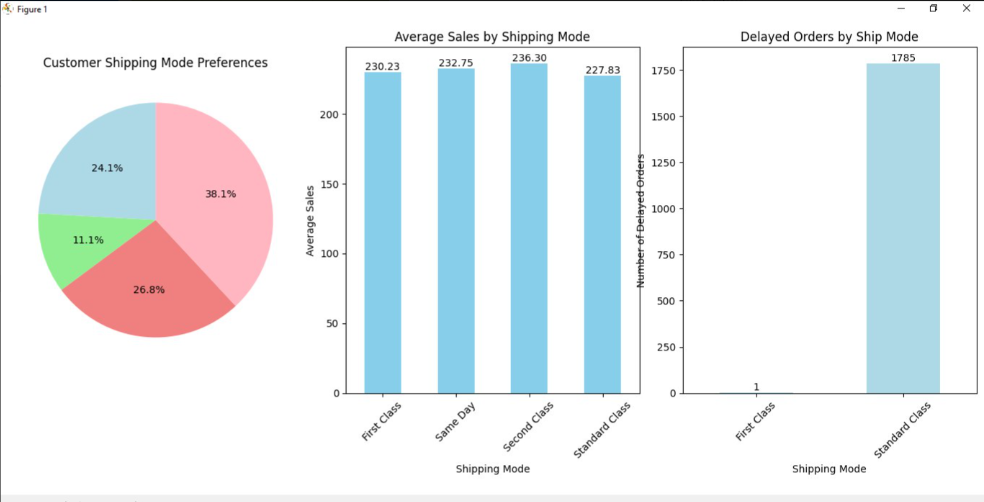 Figure 1
Customer Shipping Mode Preferences
24.1%
38.1%
11.1%
26.8%
Average Sales by Shipping Mode
230.23
232.75
236.30
227.83
200
150
100
50
0
Average Sales
First Class
Same Day
Second Class
Standard Class
Shipping Mode
Delayed Orders by Ship Mode
1785
1750
1500
1250
1000
750
500
250
0
Number of Delayed Orders
1
First Class
Standard Class
Shipping Mode